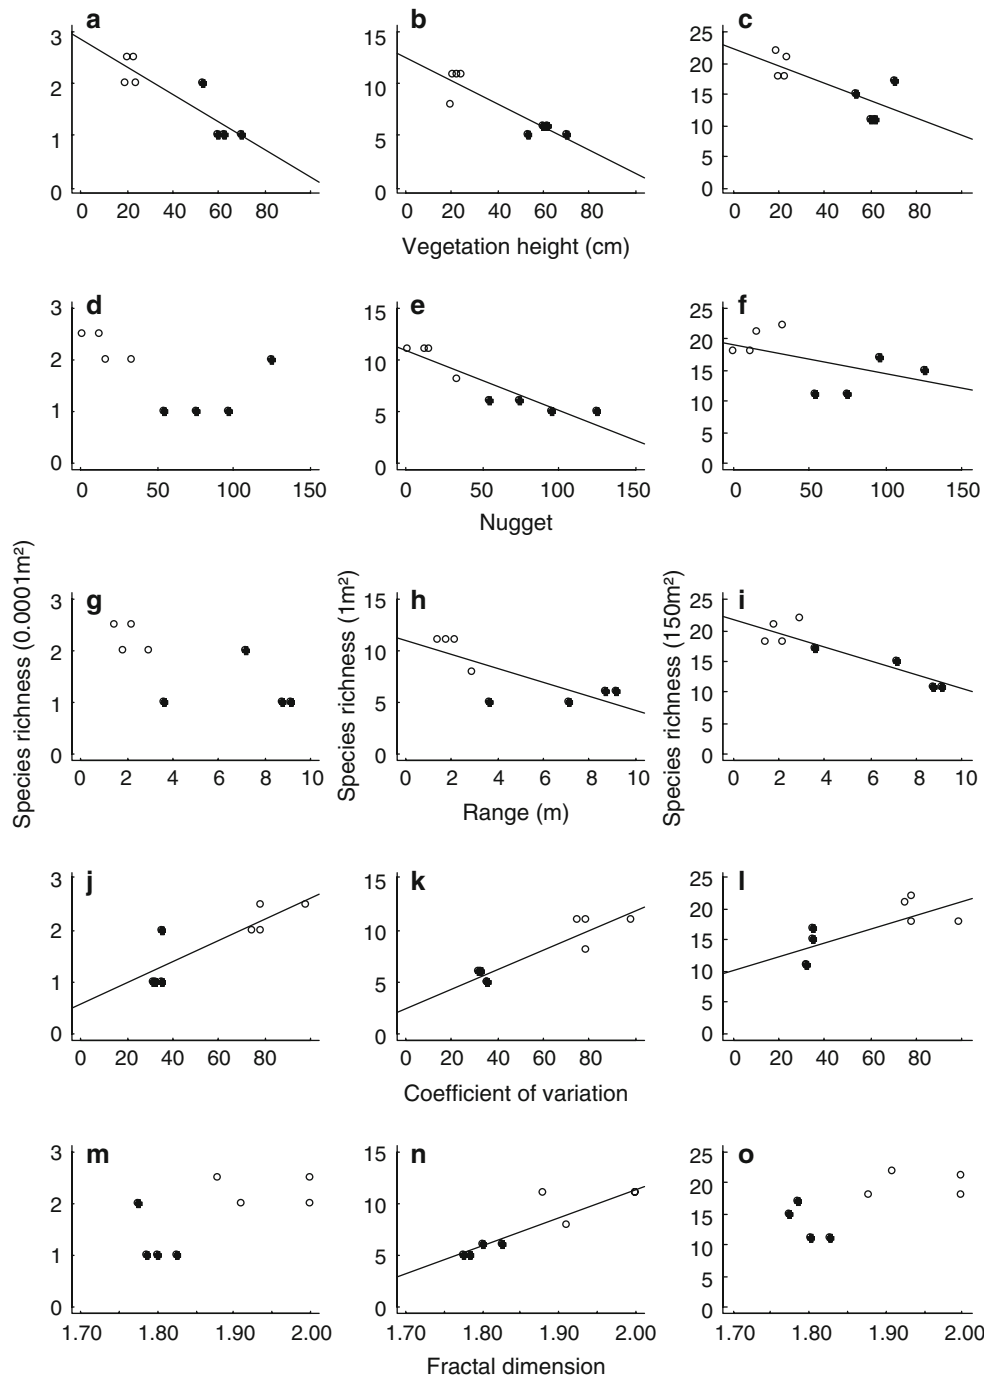 a
b
c
3
2
1
0
15
10
5
0
25
20
15
10
5
0
0 20 40 60 80
0 20 40 60 80
0 20 40 60 80
Vegetation height (cm)
d
e
f
3
2
1
0
15
10
5
0
25
20
15
10
5
0
0 50 100 150
0 50 100 150
0 50 100 150
Nugget
Species richness (0.0001m²)
Species richness (1m²)
Species richness (150m²)
g
h
i
3
2
1
0
15
10
5
0
25
20
15
10
5
0
0 2 4 6 8 10
0 2 4 6 8 10
0 2 4 6 8 10
Range (m)
j
k
l
3
2
1
0
15
10
5
0
25
20
15
10
5
0
0 20 40 60 80
0 20 40 60 80
0 20 40 60 80
Coefficient of variation
m
n
o
3
2
1
0
15
10
5
0
25
20
15
10
5
0
1.70 1.80 1.90 2.00
1.70 1.80 1.90 2.00
1.70 1.80 1.90 2.00
Fractal dimension